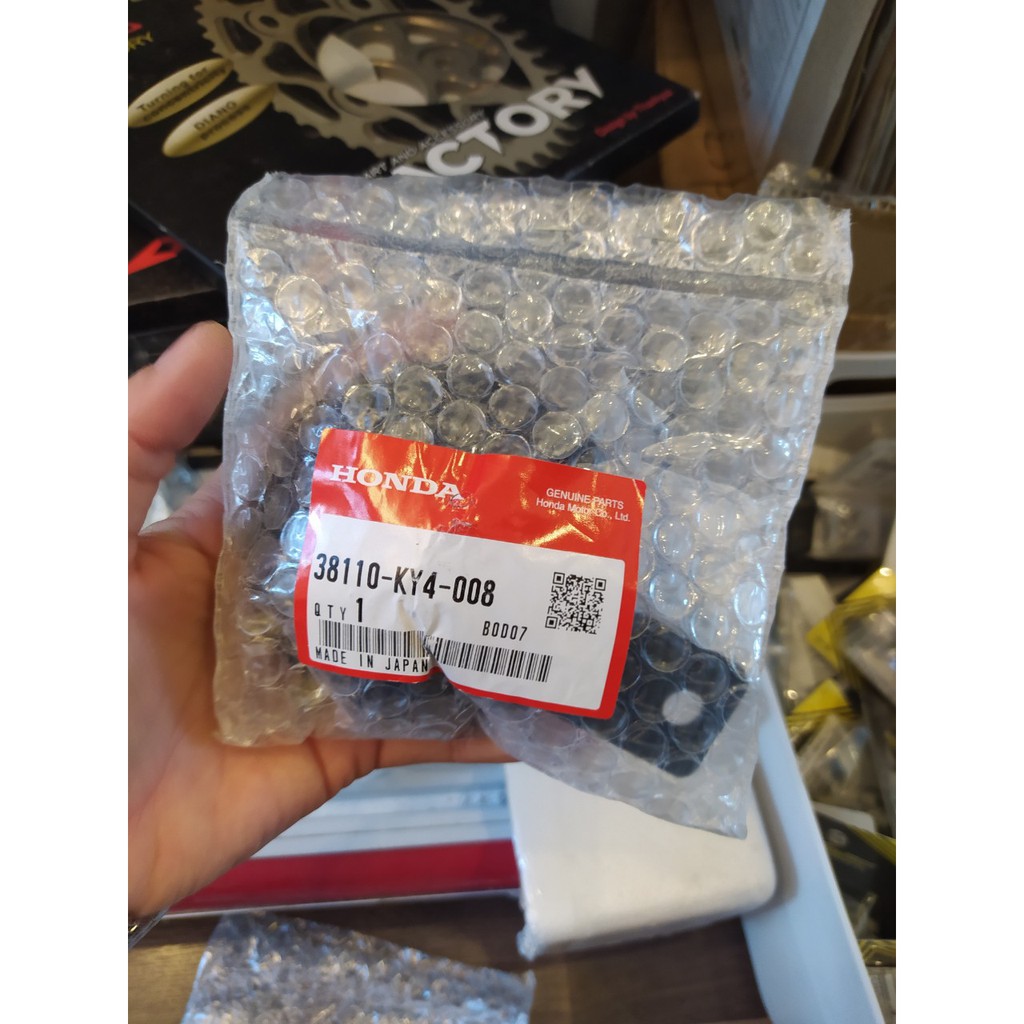 Turning for
DIANO
process
ACTORY
HONDA
GENUINE PARTS
Honda Motor Co., Ltd.
38110-KY4-008
QTY 1
B0D07
MADE IN JAPAN